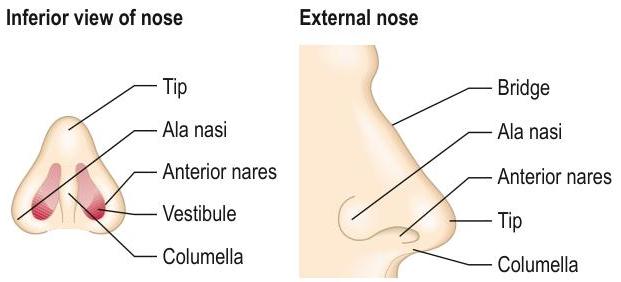 Inferior view of nose
Tip
Ala nasi
Anterior nares
Vestibule
Columella
External nose
Bridge
Ala nasi
Anterior nares
Tip
Columella